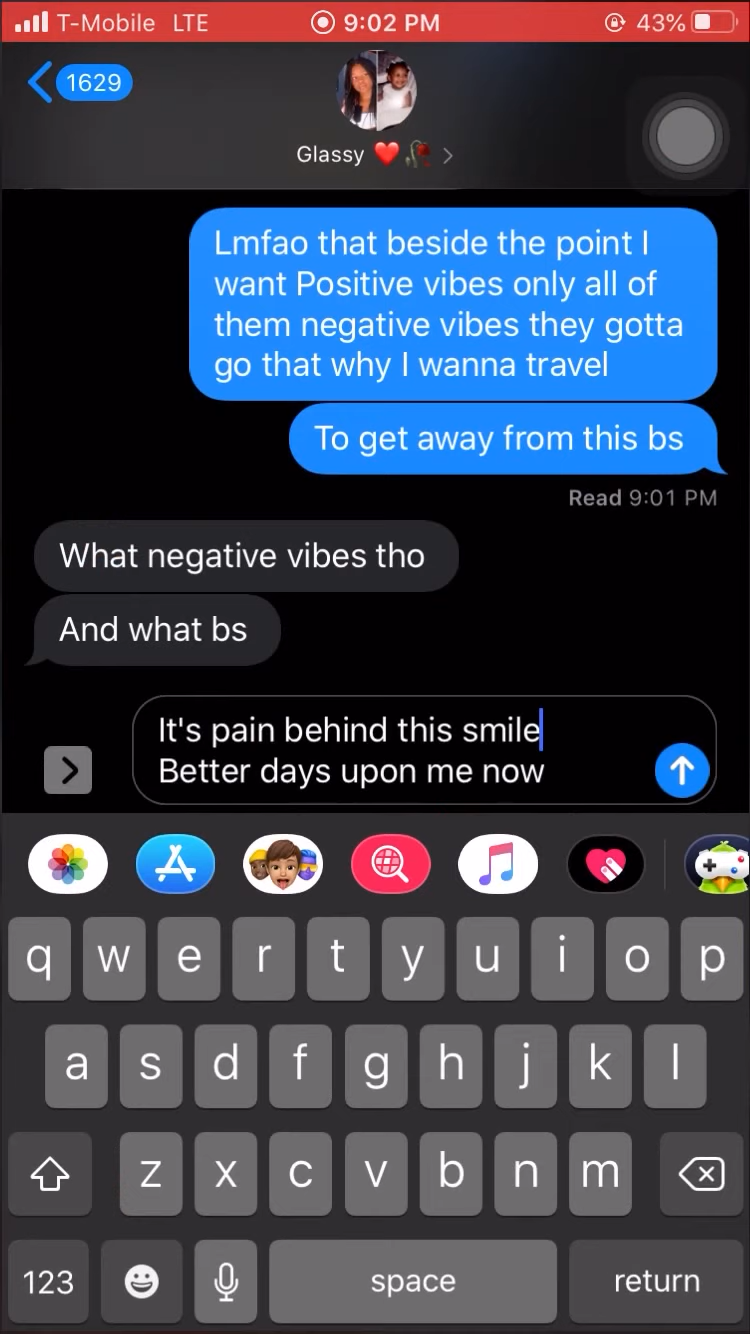 T-Mobile LTE 9:02 PM 43%
1629
Glassy ❤️🥀
Lmfao that beside the point I
want Positive vibes only all of
them negative vibes they gotta
go that why I wanna travel
To get away from this bs
Read 9:01 PM
What negative vibes tho
And what bs
It's pain behind this smile
Better days upon me now
q w e r t y u i o p
a s d f g h j k l
z x c v b n m
123 space return